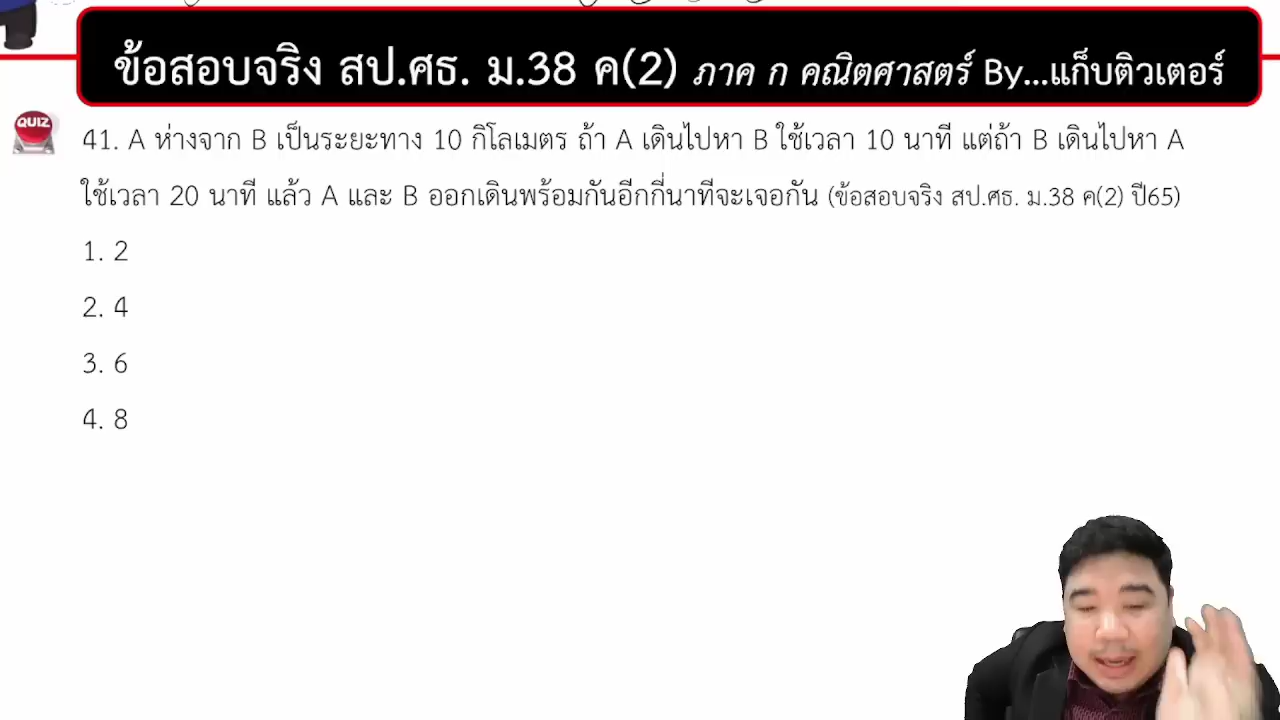 ข้อสอบจริง สป.ศธ. ม.38 ค(2) ภาค ก คณิตศาสตร์ By...แก็บติวเตอร์
QUIZ
41. A ห่างจาก B เป็นระยะทาง 10 กิโลเมตร ถ้า A เดินไปหา B ใช้เวลา 10 นาที แต่ถ้า B เดินไปหา A
ใช้เวลา 20 นาที แล้ว A และ B ออกเดินพร้อมกันอีกกี่นาทีจะเจอกัน (ข้อสอบจริง สป.ศธ. ม.38 ค(2) ปี65)
1. 2
2. 4
3. 6
4. 8